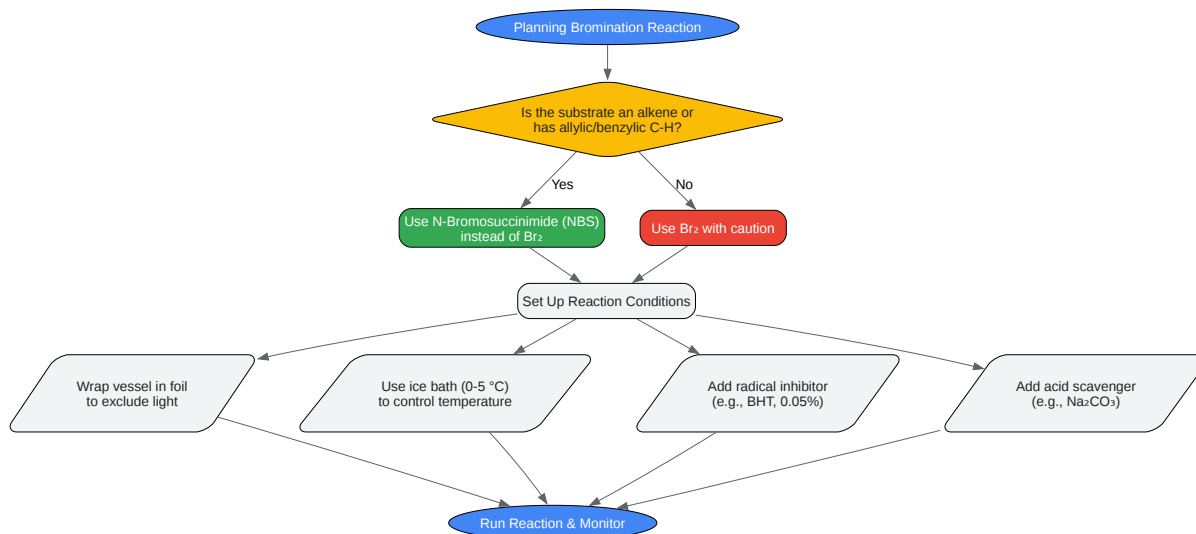 Planning Bromination Reaction
Is the substrate an alkene or
has allylic/benzylic C-H?
Yes
No
Use N-Bromosuccinimide (NBS)
instead of Br₂
Use Br₂ with caution
Set Up Reaction Conditions
Wrap vessel in foil
to exclude light
Use ice bath (0-5 °C)
to control temperature
Add radical inhibitor
(e.g., BHT, 0.05%)
Add acid scavenger
(e.g., Na₂CO₃)
Run Reaction & Monitor